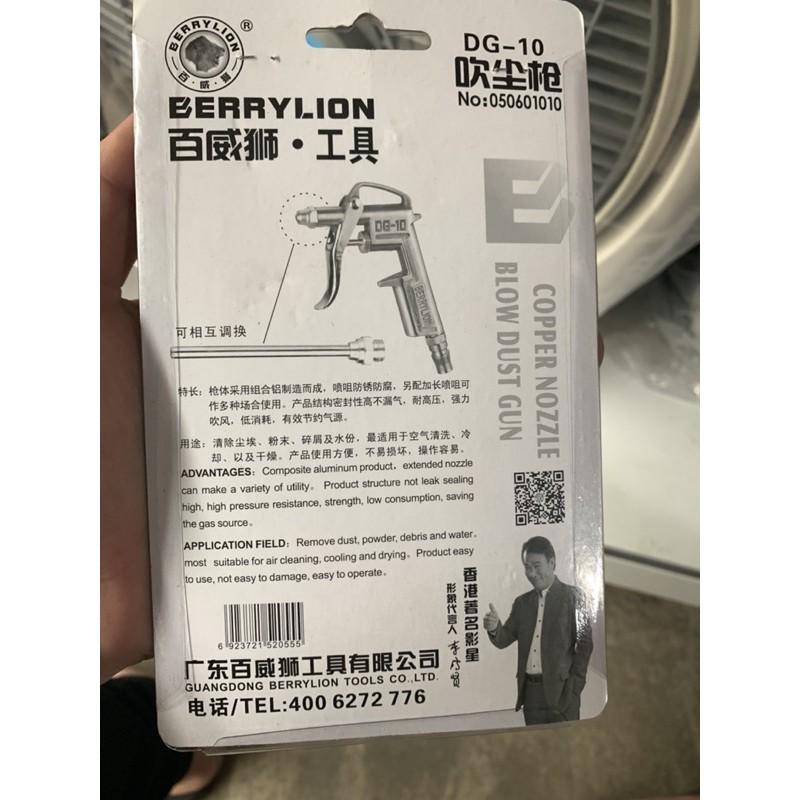 BERRYLION
百·威·狮
®
BERRYLION
百威狮·工具
DG-10
吹尘枪
No:050601010
DG-10
BERRYLION
COPPER NOZZLE
BLOW DUST GUN
可相互调换
特长：枪体采用组合铝制造而成，喷咀防锈防腐，另配加长喷咀可
作多种场合使用。产品结构密封性高不漏气，耐高压，强力
吹风，低消耗，有效节约气源。
用途：清除尘埃、粉末、碎屑及水份，最适用于空气清洗、冷
却、以及干燥。产品使用方便，不易损坏，操作容易。
ADVANTAGES: Composite aluminum product, extended nozzle
can make a variety of utility。 Product structure not leak sealing
high, high pressure resistance, strength, low consumption, saving
the gas source。
APPLICATION FIELD: Remove dust, powder, debris and water。
most suitable for air cleaning, cooling and drying。Product easy
to use, not easy to damage, easy to operate。
香港著名影星
形象代言人
6 923721 520555
广东百威狮工具有限公司
GUANGDONG BERRYLION TOOLS CO.,LTD.
电话/TEL:400 6272 776